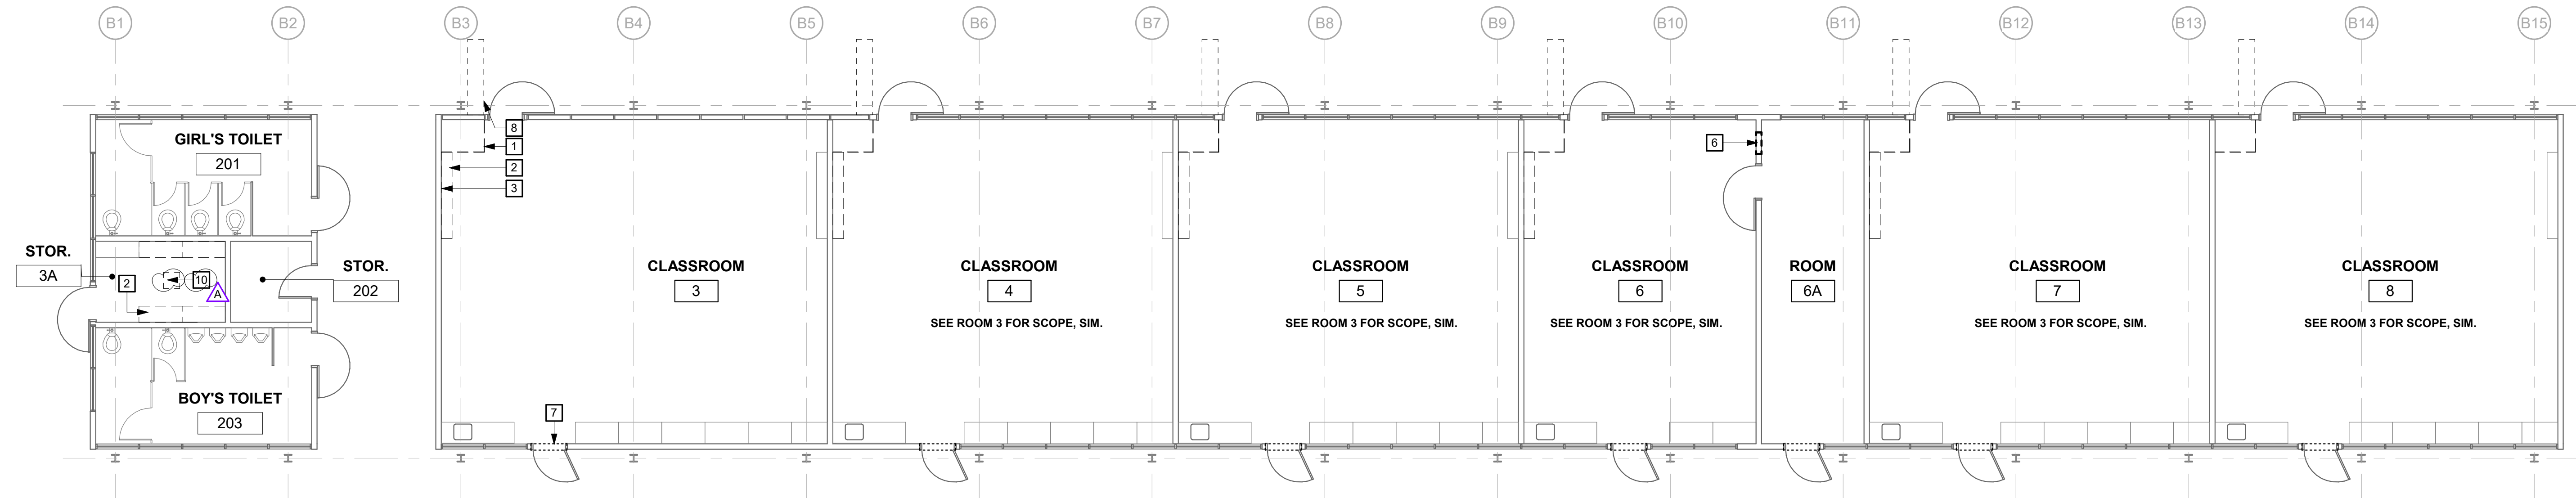 B1
B2
B3
B4
B5
B6
B7
B8
B9
B10
B11
B12
B13
B14
B15
8
1
2
3
6
GIRL'S TOILET
201
STOR.
3A
2
10
A
STOR.
202
CLASSROOM
3
CLASSROOM
4
SEE ROOM 3 FOR SCOPE, SIM.
CLASSROOM
5
SEE ROOM 3 FOR SCOPE, SIM.
CLASSROOM
6
SEE ROOM 3 FOR SCOPE, SIM.
ROOM
6A
CLASSROOM
7
SEE ROOM 3 FOR SCOPE, SIM.
CLASSROOM
8
SEE ROOM 3 FOR SCOPE, SIM.
BOY'S TOILET
203
7